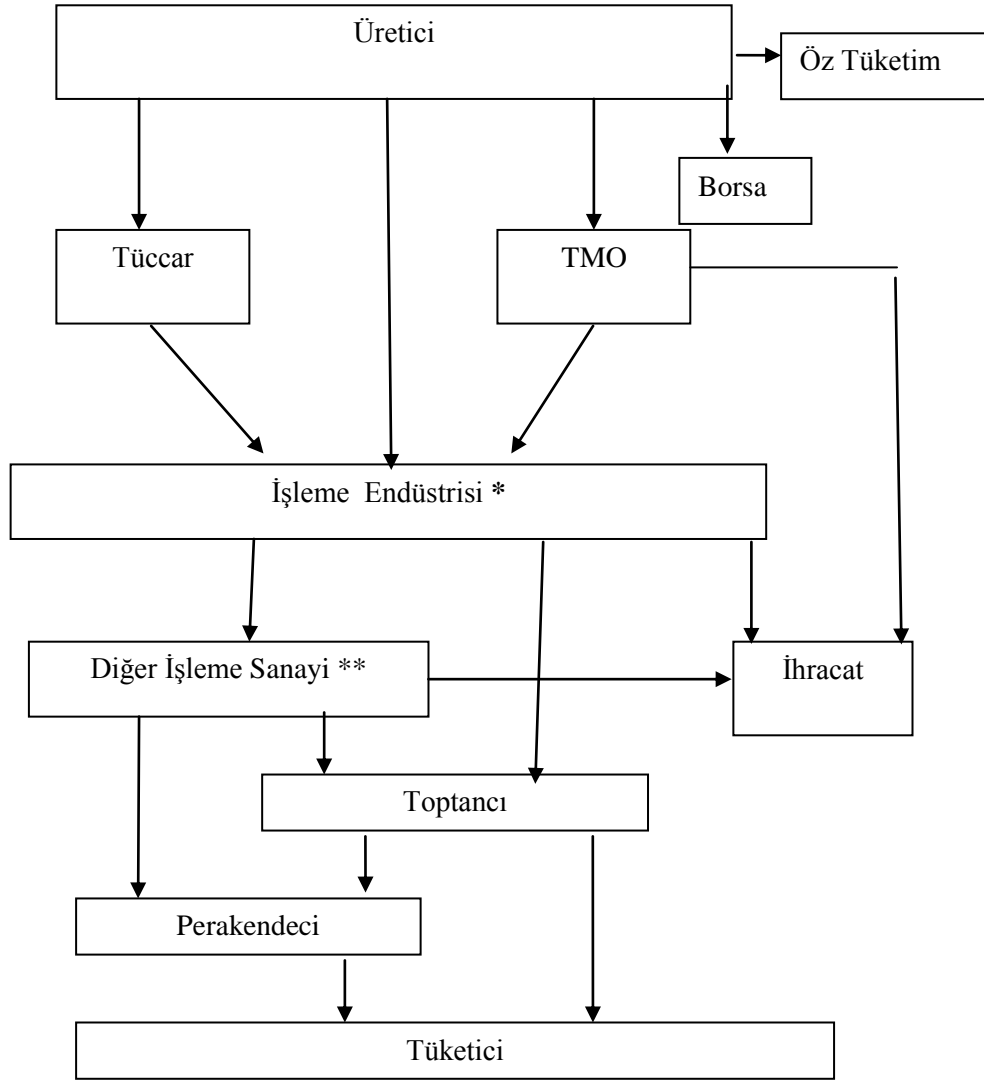 Üretici
Öz Tüketim
Borsa
Tüccar
TMO
İşleme Endüstrisi *
Diğer İşleme Sanayi **
İhracat
Toptancı
Perakendeci
Tüketici